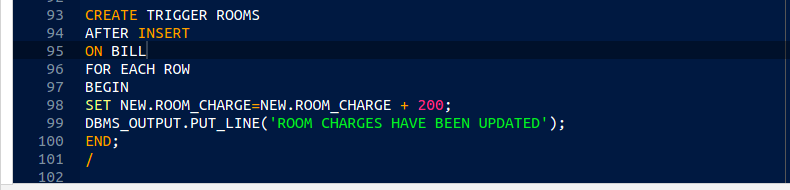 92
93 CREATE TRIGGER ROOMS
94 AFTER INSERT
95 ON BILL
96 FOR EACH ROW
97 BEGIN
98 SET NEW.ROOM_CHARGE=NEW.ROOM_CHARGE + 200;
99 DBMS_OUTPUT.PUT_LINE('ROOM CHARGES HAVE BEEN UPDATED');
100 END;
101 /
102